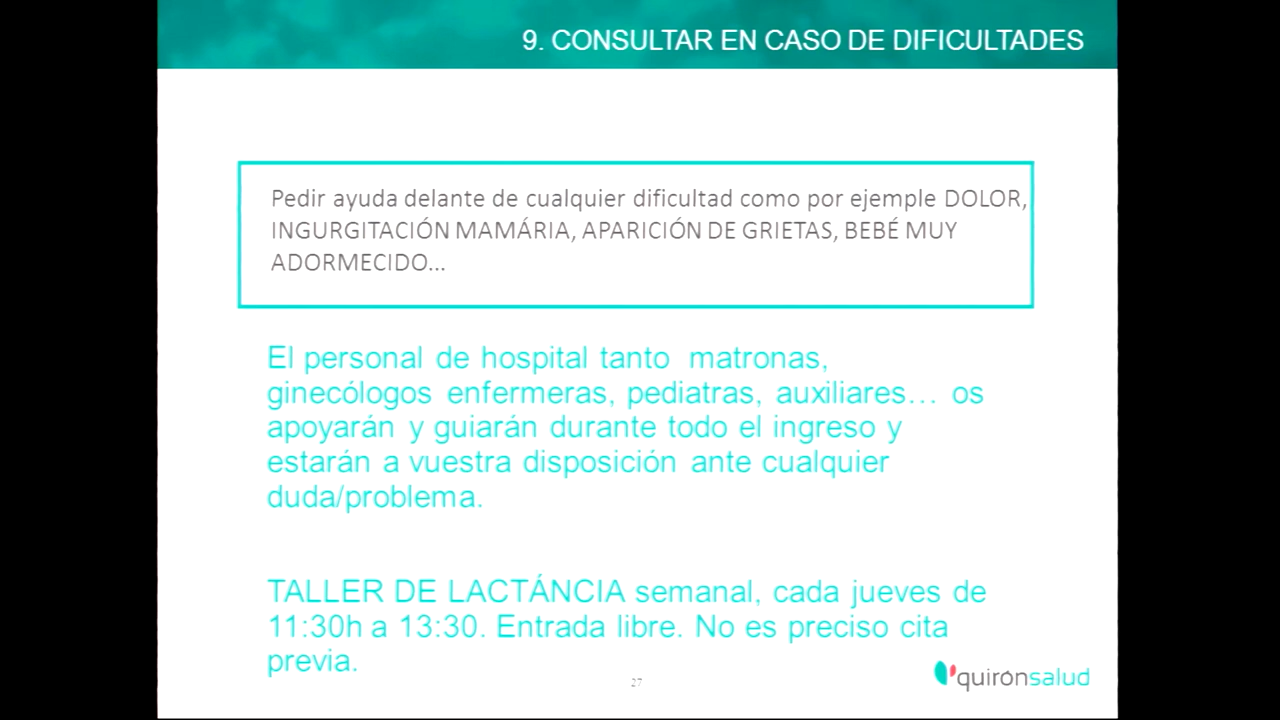 9. CONSULTAR EN CASO DE DIFICULTADES
Pedir ayuda delante de cualquier dificultad como por ejemple DOLOR,
INGURGITACIÓN MAMÁRIA, APARICIÓN DE GRIETAS, BEBÉ MUY
ADORMECIDO...
El personal de hospital tanto matronas,
ginecólogos enfermeras, pediatras, auxiliares... os
apoyarán y guiarán durante todo el ingreso y
estarán a vuestra disposición ante cualquier
duda/problema.
TALLER DE LACTÁNCIA semanal, cada jueves de
11:30h a 13:30. Entrada libre. No es preciso cita
previa.
27
quirónsalud